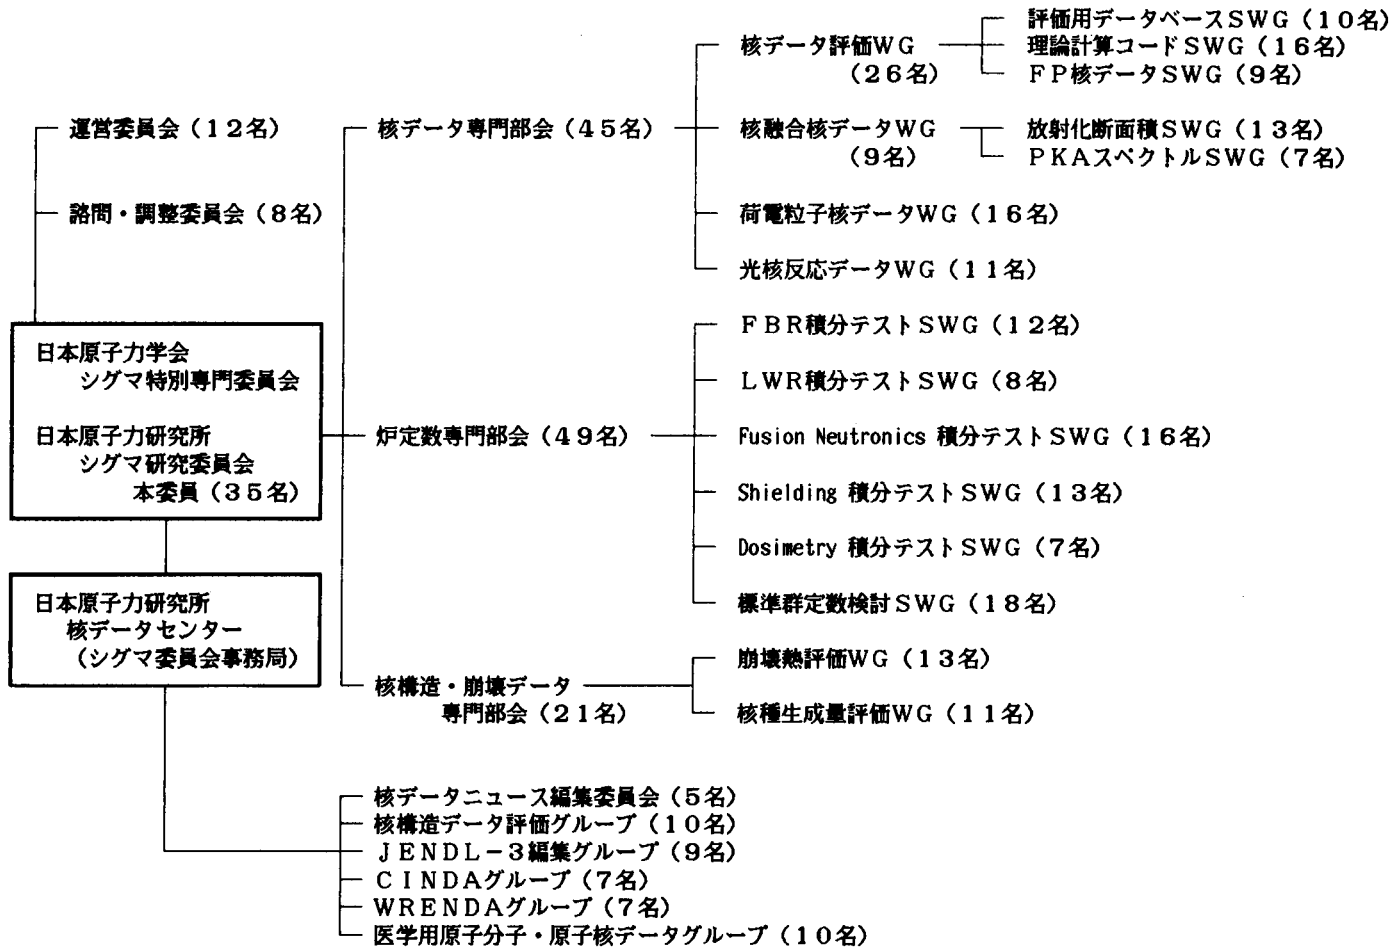 評価用データベースSWG（10名）
核データ評価WG
理論計算コードSWG（16名）
（26名）
FP核データSWG（9名）
運営委員会（12名）
核データ専門部会（45名）
核融合核データWG
放射化断面積SWG（13名）
（9名）
PKAスペクトルSWG（7名）
諮問・調整委員会（8名）
荷電粒子核データWG（16名）
光核反応データWG（11名）
FBR積分テストSWG（12名）
日本原子力学会
シグマ特別専門委員会
LWR積分テストSWG（8名）
日本原子力研究所
シグマ研究委員会
本委員（35名）
炉定数専門部会（49名）
Fusion Neutronics 積分テストSWG（16名）
Shielding 積分テストSWG（13名）
Dosimetry 積分テストSWG（7名）
標準群定数検討SWG（18名）
日本原子力研究所
核データセンター
（シグマ委員会事務局）
崩壊熱評価WG（13名）
核構造・崩壊データ
専門部会（21名）
核種生成量評価WG（11名）
核データニュース編集委員会（5名）
核構造データ評価グループ（10名）
JENDL－3編集グループ（9名）
CINDAグループ（7名）
WRENDAグループ（7名）
医学用原子分子・原子核データグループ（10名）